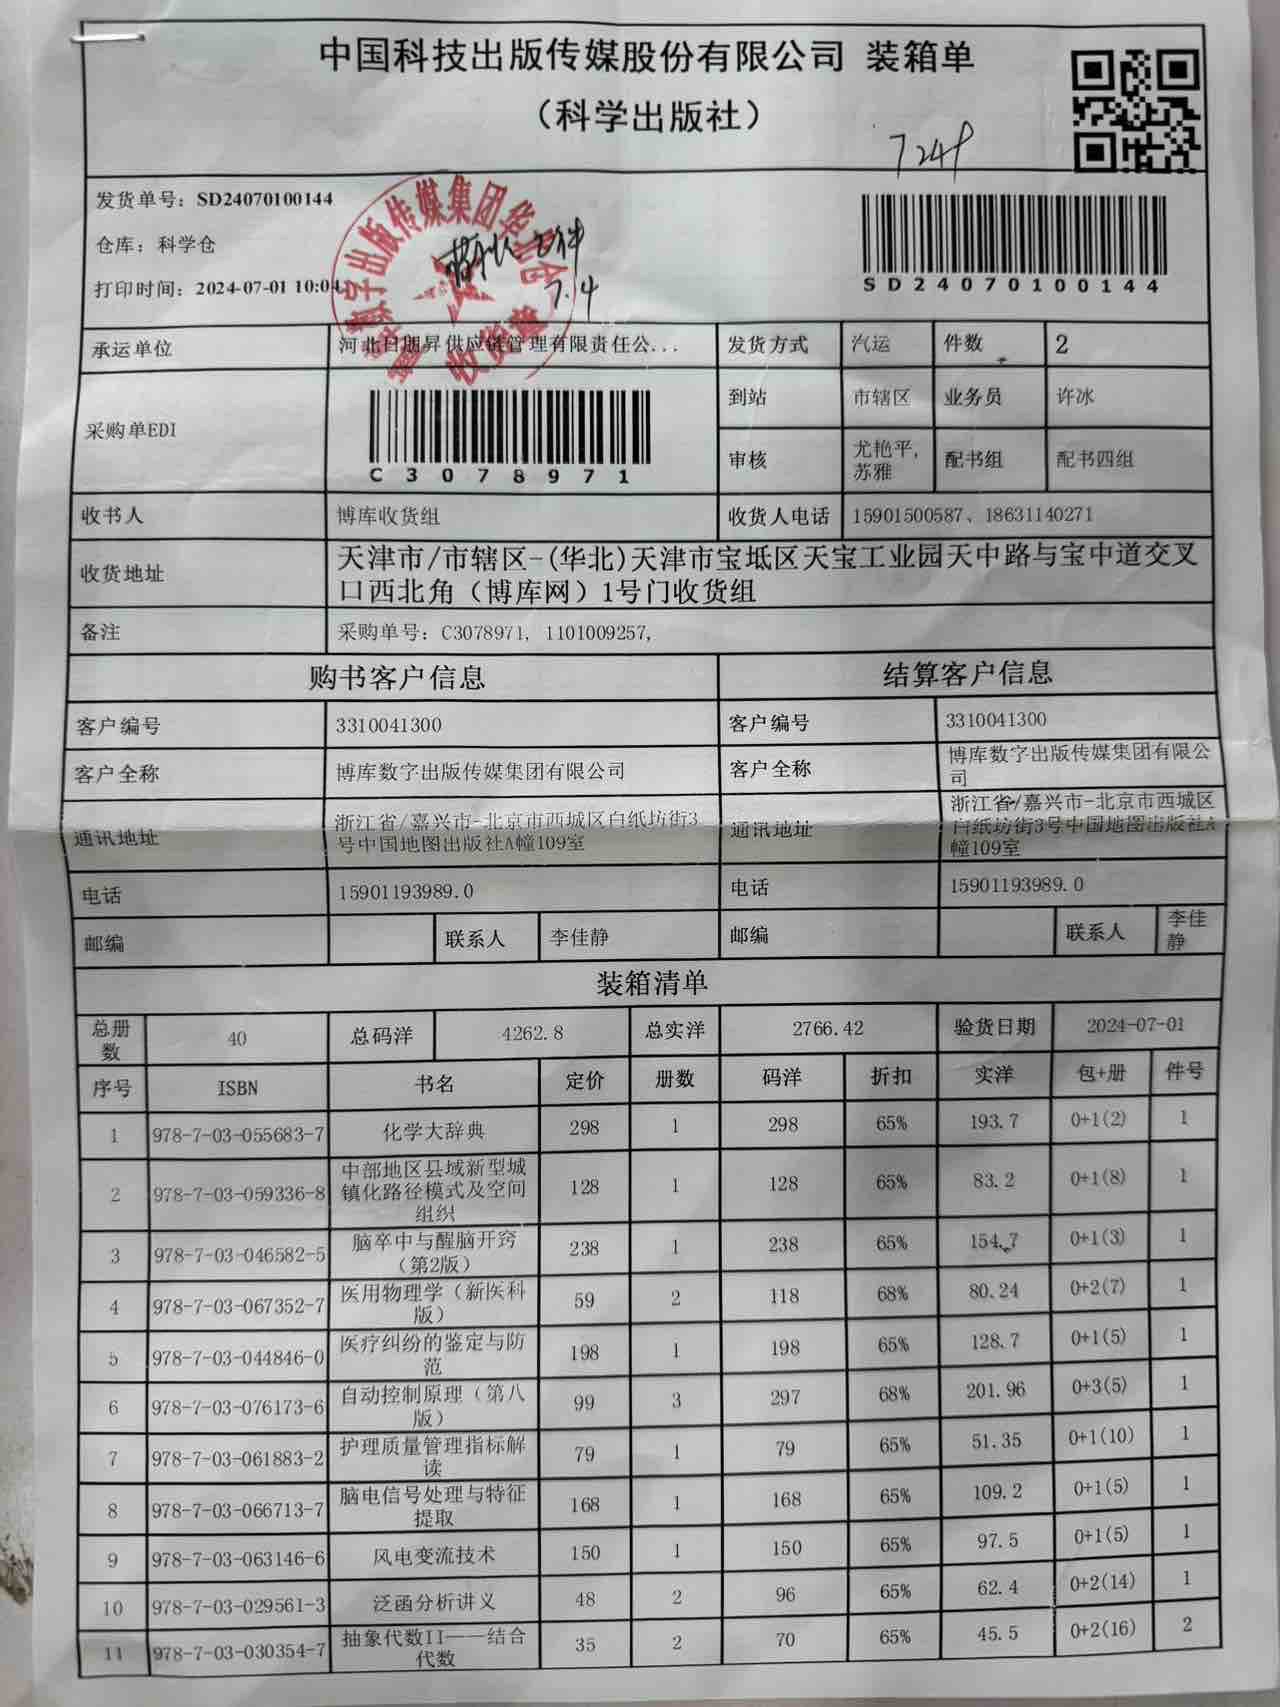 中国科技出版传媒股份有限公司 装箱单
（科学出版社）
7249
发货单号：SD24070100144
仓库：科学仓
打印时间：2024-07-01 10:04
SD24070100144
7.4
收货章
承运单位 河北日朋昇供应链管理有限责任公... 发货方式 汽运 件数 2
采购单EDI C3078971
到站 市辖区 业务员 许冰
审核 尤艳平,苏雅 配书组 配书四组
收书人 博库收货组 收货人电话 15901500587、18631140271
收货地址 天津市/市辖区-(华北)天津市宝坻区天宝工业园天中路与宝中道交叉
口西北角（博库网）1号门收货组
备注 采购单号：C3078971, 1101009257,
购书客户信息 结算客户信息
客户编号 3310041300 客户编号 3310041300
客户全称 博库数字出版传媒集团有限公司 客户全称 博库数字出版传媒集团有限公司
通讯地址 浙江省/嘉兴市-北京市西城区白纸坊街3号中国地图出版社A幢109室 通讯地址 浙江省/嘉兴市-北京市西城区白纸坊街3号中国地图出版社A幢109室
电话 15901193989.0 电话 15901193989.0
邮编 联系人 李佳静 邮编 联系人 李佳静
装箱清单
总册数 40 总码洋 4262.8 总实洋 2766.42 验货日期 2024-07-01
序号 ISBN 书名 定价 册数 码洋 折扣 实洋 包+册 件号
1 978-7-03-055683-7 化学大辞典 298 1 298 65% 193.7 0+1(2) 1
2 978-7-03-059336-8 中部地区县域新型城镇化路径模式及空间组织 128 1 128 65% 83.2 0+1(8) 1
3 978-7-03-046582-5 脑卒中与醒脑开窍（第2版） 238 1 238 65% 154.7 0+1(3) 1
4 978-7-03-067352-7 医用物理学（新医科版） 59 2 118 68% 80.24 0+2(7) 1
5 978-7-03-044846-0 医疗纠纷的鉴定与防范 198 1 198 65% 128.7 0+1(5) 1
6 978-7-03-076173-6 自动控制原理（第八版） 99 3 297 68% 201.96 0+3(5) 1
7 978-7-03-061883-2 护理质量管理指标解读 79 1 79 65% 51.35 0+1(10) 1
8 978-7-03-066713-7 脑电信号处理与特征提取 168 1 168 65% 109.2 0+1(5) 1
9 978-7-03-063146-6 风电变流技术 150 1 150 65% 97.5 0+1(5) 1
10 978-7-03-029561-3 泛函分析讲义 48 2 96 65% 62.4 0+2(14) 1
11 978-7-03-030354-7 抽象代数II——结合代数 35 2 70 65% 45.5 0+2(16) 2